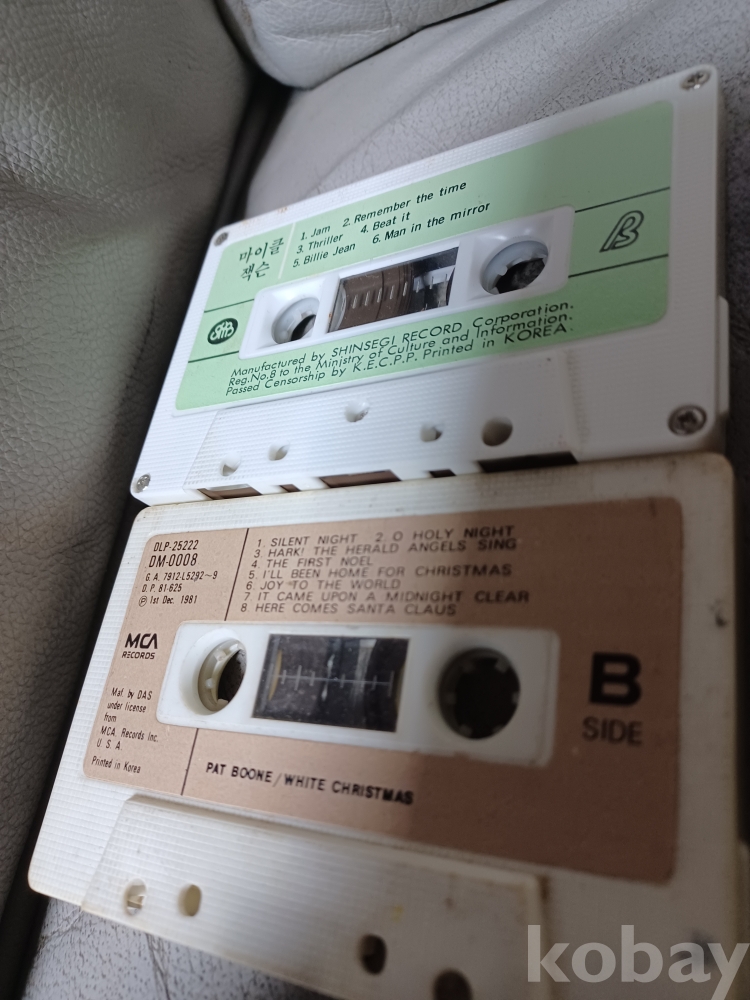 마이클
잭슨
1. Jam 2. Remember the time
3. Thriller 4. Beat it
5. Billie Jean 6. Man in the mirror
B
Manufactured by SHINSEGI RECORD Corporation.
Reg.No.8 to the Ministry of Culture and Information.
Passed Censorship by K.E.C.P.P. Printed in KOREA.
DLP-25222
DM-0008
G.A. 7912-L5292~9
D.P. 81-625
Ⓟ 1st Dec. 1981
1. SILENT NIGHT 2. O HOLY NIGHT
3. HARK! THE HERALD ANGELS SING
4. THE FIRST NOEL
5. I'LL BEEN HOME FOR CHRISTMAS
6. JOY TO THE WORLD
7. IT CAME UPON A MIDNIGHT CLEAR
8. HERE COMES SANTA CLAUS
MCA
RECORDS
Maf. by DAS
under license
from
MCA. Records Inc.
U. S. A.
Printed in Korea
B
SIDE
PAT BOONE/WHITE CHRISTMAS
kobay